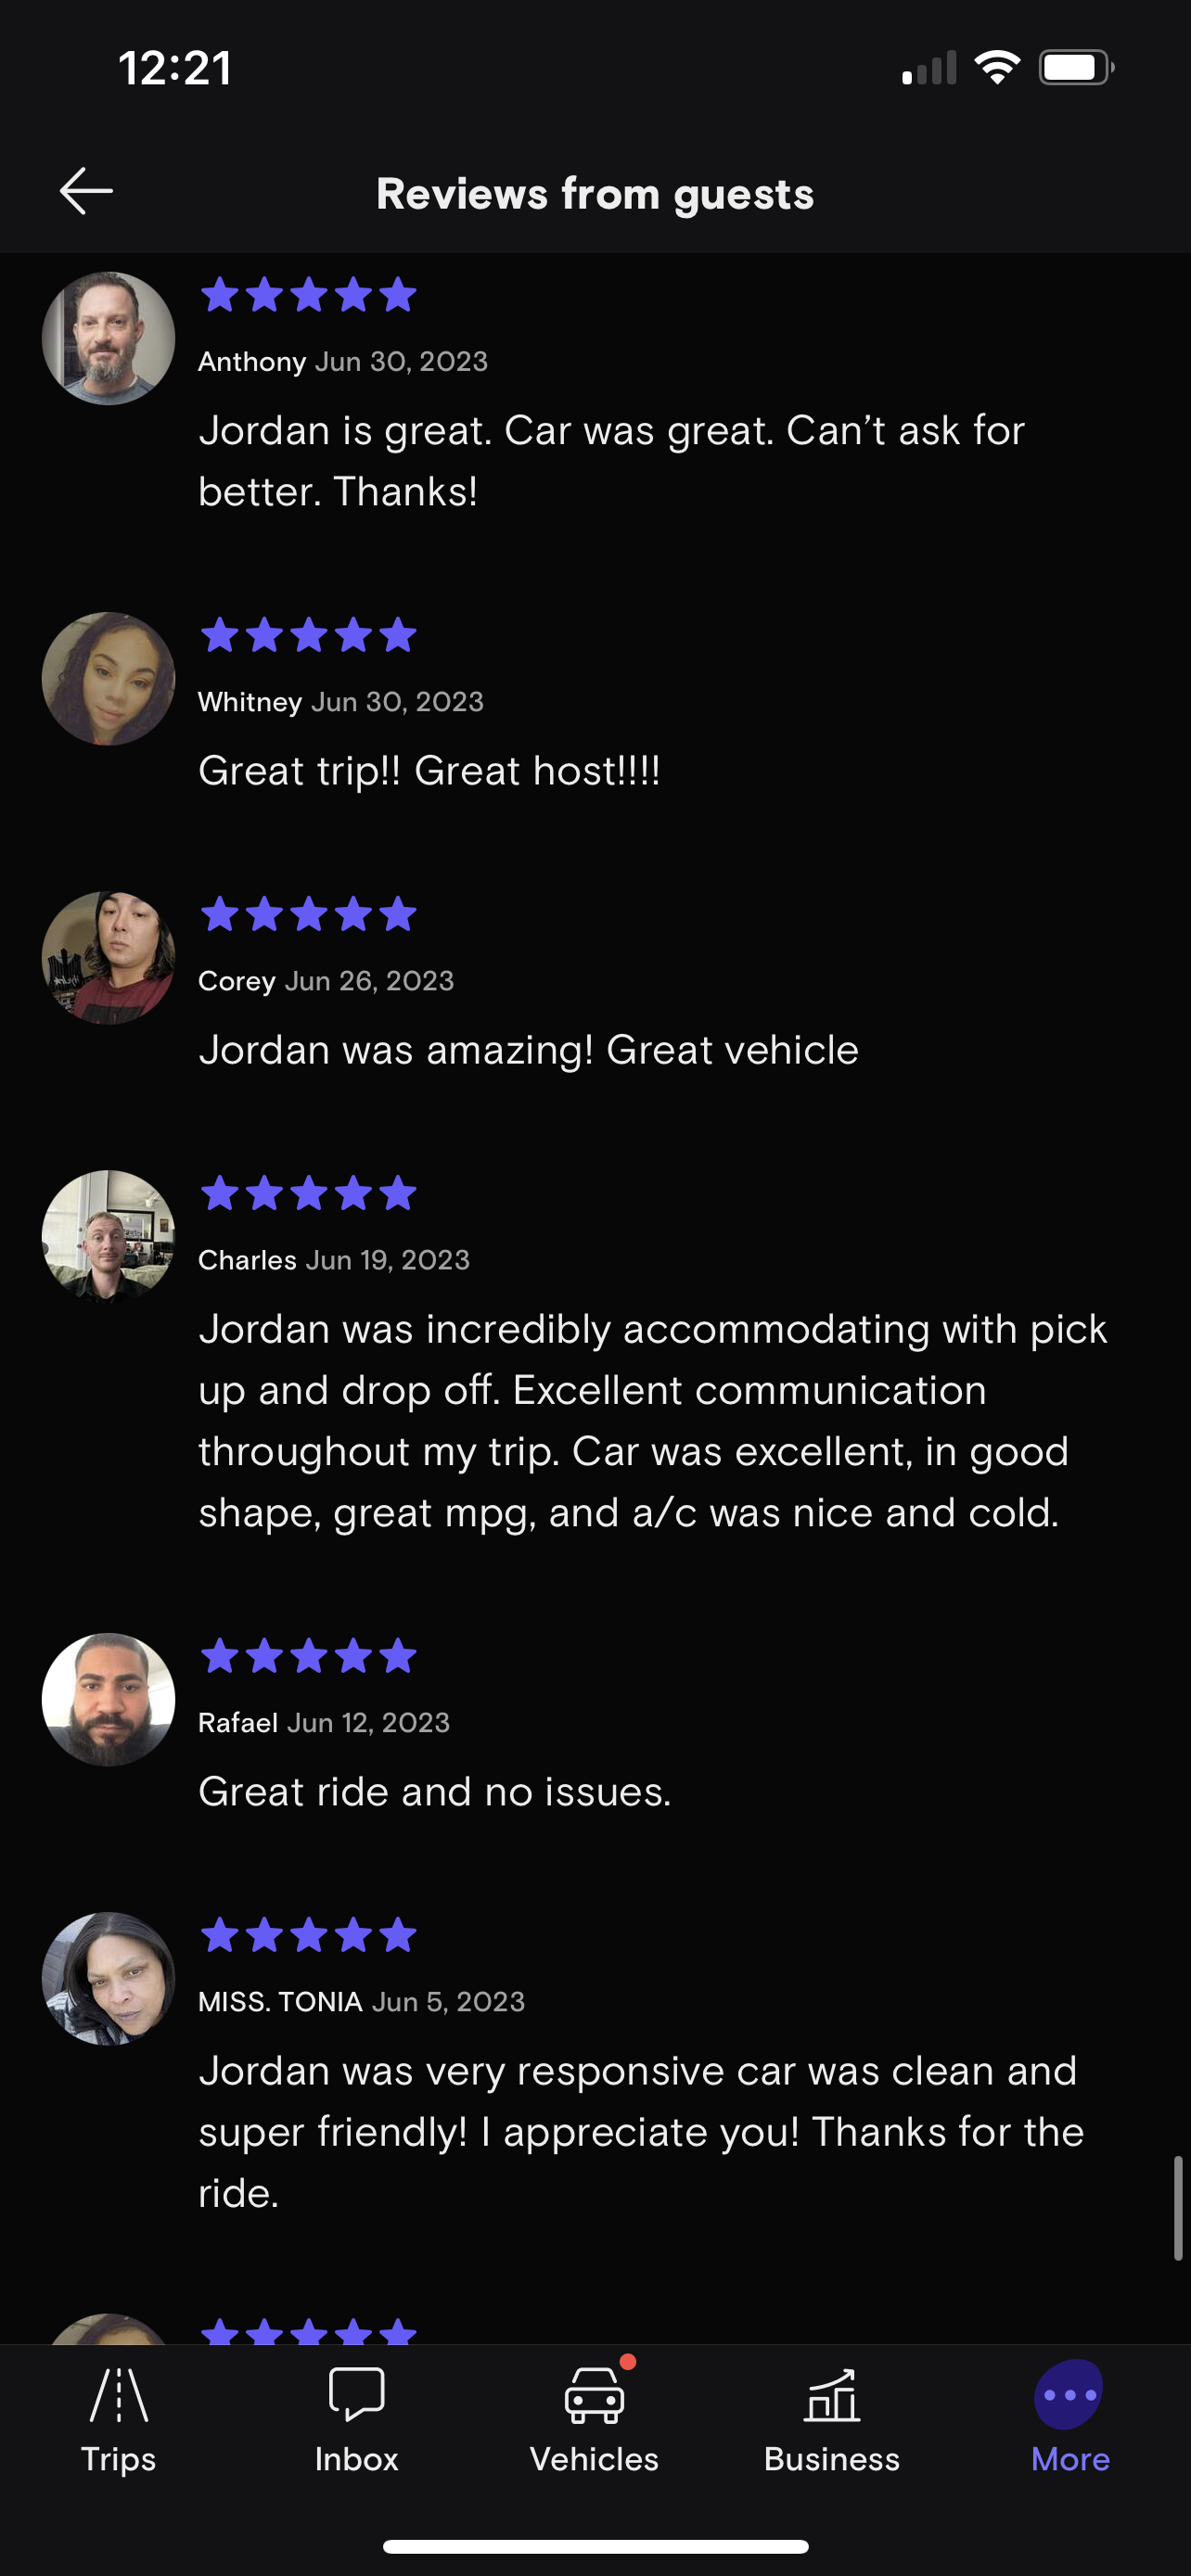 12:21
Reviews from guests
Anthony Jun 30, 2023
Jordan is great. Car was great. Can’t ask for
better. Thanks!
Whitney Jun 30, 2023
Great trip!! Great host!!!!
Corey Jun 26, 2023
Jordan was amazing! Great vehicle
Charles Jun 19, 2023
Jordan was incredibly accommodating with pick
up and drop off. Excellent communication
throughout my trip. Car was excellent, in good
shape, great mpg, and a/c was nice and cold.
Rafael Jun 12, 2023
Great ride and no issues.
MISS. TONIA Jun 5, 2023
Jordan was very responsive car was clean and
super friendly! I appreciate you! Thanks for the
ride.
Trips
Inbox
Vehicles
Business
More